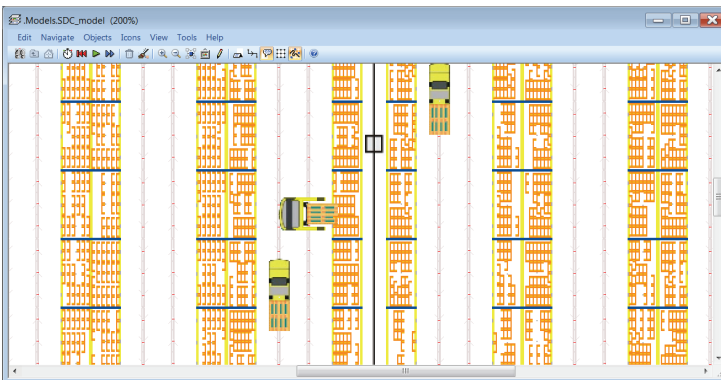 .Models.SDC_model (200%)
Edit Navigate Objects Icons View Tools Help